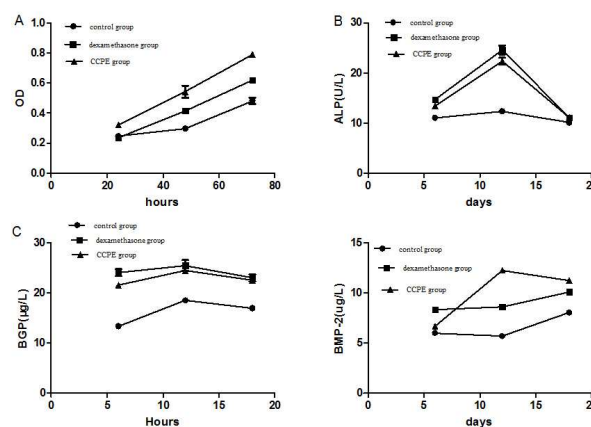 A
control group
dexamethasone group
CCPE group
1.0
0.8
0.6
0.4
0.2
0.0
OD
0 20 40 60 80
hours
B
control group
dexamethasone group
CCPE group
30
20
10
0
ALP(U/L)
0 5 10 15 20
days
C
control group
dexamethasone group
CCPE group
30
20
10
0
BGP(µg/L)
0 5 10 15 20
Hours
control group
dexamethasone group
CCPE group
15
10
5
0
BMP-2(ug/L)
0 5 10 15 20
days